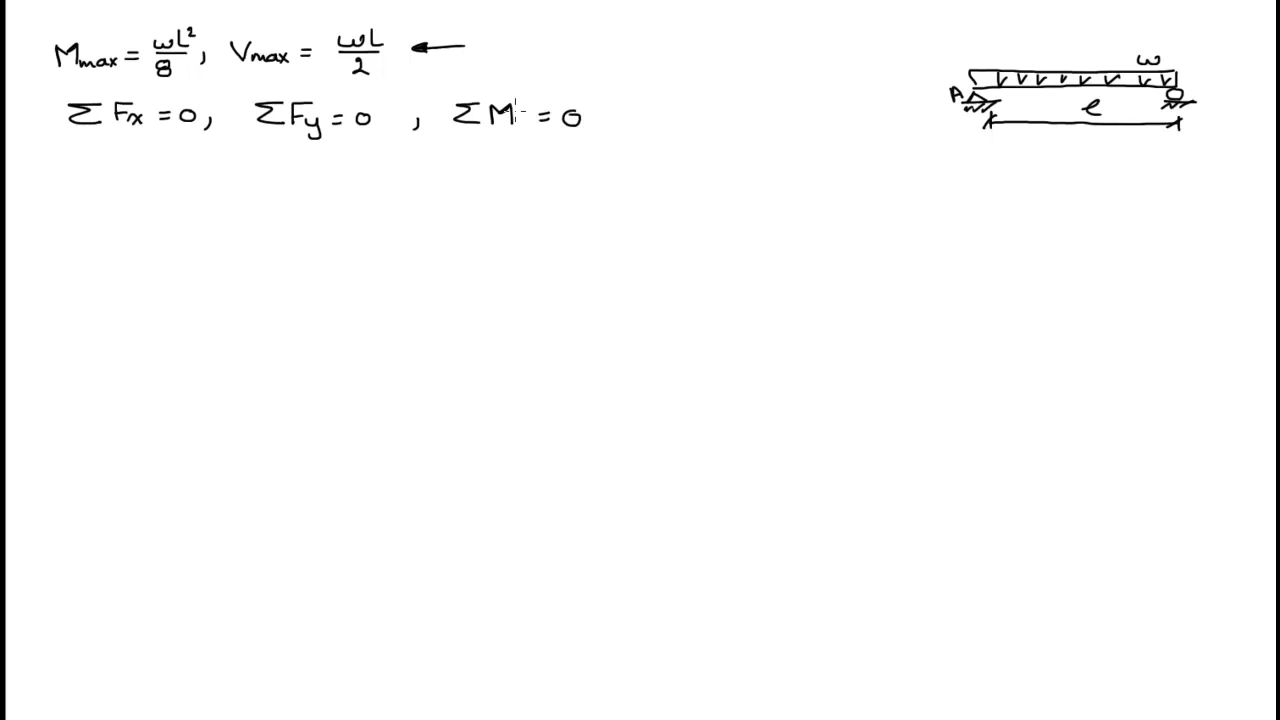 Mmax = ωL²/8 , Vmax = ωL/2 ←
ΣFx = 0, ΣFy = 0 , ΣM = 0
ω
A
l